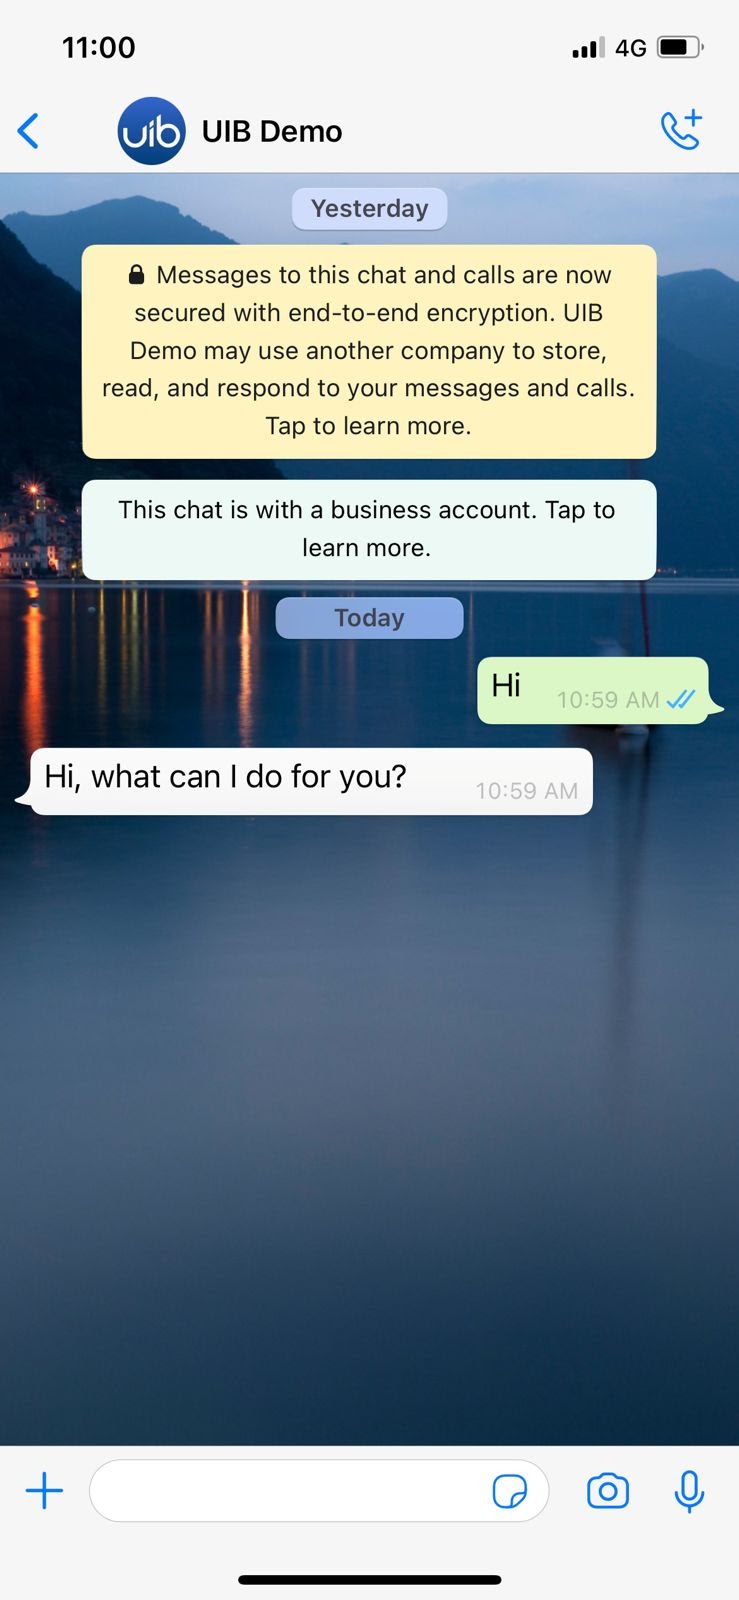 11:00
4G
uib
UIB Demo
Yesterday
Messages to this chat and calls are now
secured with end-to-end encryption. UIB
Demo may use another company to store,
read, and respond to your messages and calls.
Tap to learn more.
This chat is with a business account. Tap to
learn more.
Today
Hi
10:59 AM
Hi, what can I do for you?
10:59 AM